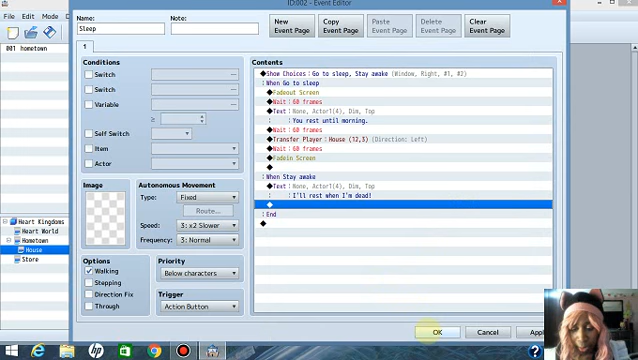 ID:002 - Event Editor
File Edit Mode
Name:
Note:
Sleep
New
Event Page
Copy
Event Page
Paste
Event Page
Delete
Event Page
Clear
Event Page
001 hometown
1
Conditions
Switch
Switch
Variable
≥
Self Switch
Item
Actor
Image
Autonomous Movement
Type: Fixed
Route...
Speed: 3: x2 Slower
Frequency: 3: Normal
Options
Walking
Stepping
Direction Fix
Through
Priority
Below characters
Trigger
Action Button
Contents
◆Show Choices：Go to sleep, Stay awake (Window, Right, #1, #2)
：When Go to sleep
◆Fadeout Screen
◆Wait：60 frames
◆Text：None, Actor1(4), Dim, Top
：You rest until morning.
◆Wait：60 frames
◆Transfer Player：House (12,3) (Direction: Left)
◆Wait：60 frames
◆Fadein Screen
◆
：When Stay awake
◆Text：None, Actor1(4), Dim, Top
：I'll rest when I'm dead!
◆
：End
◆
Heart Kingdoms
Heart World
Hometown
House
Store
OK
Cancel
Appl